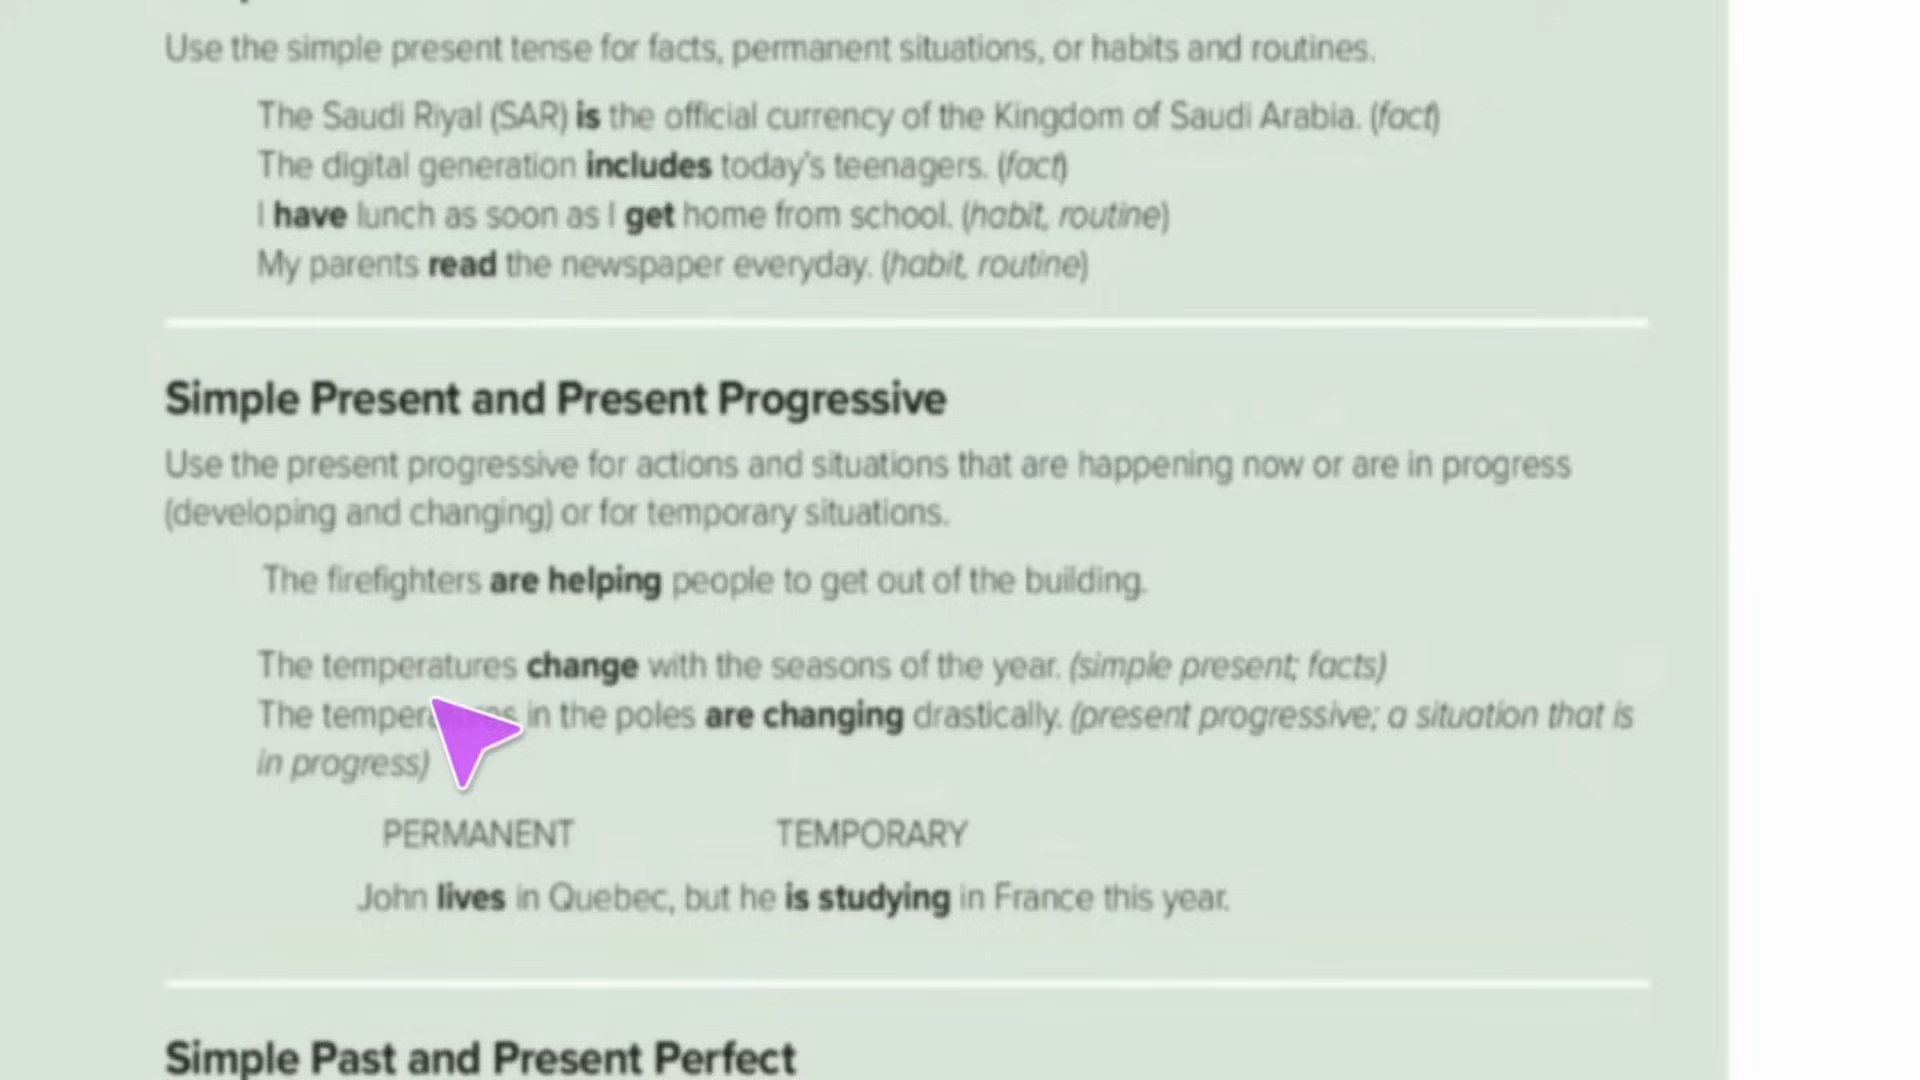 Use the simple present tense for facts, permanent situations, or habits and routines.
The Saudi Riyal (SAR) is the official currency of the Kingdom of Saudi Arabia. (fact)
The digital generation includes today's teenagers. (fact)
I have lunch as soon as I get home from school. (habit, routine)
My parents read the newspaper everyday. (habit, routine)
Simple Present and Present Progressive
Use the present progressive for actions and situations that are happening now or are in progress
(developing and changing) or for temporary situations.
The firefighters are helping people to get out of the building.
The temperatures change with the seasons of the year. (simple present; facts)
The temperatures in the poles are changing drastically. (present progressive; a situation that is
in progress)
PERMANENT TEMPORARY
John lives in Quebec, but he is studying in France this year.
Simple Past and Present Perfect